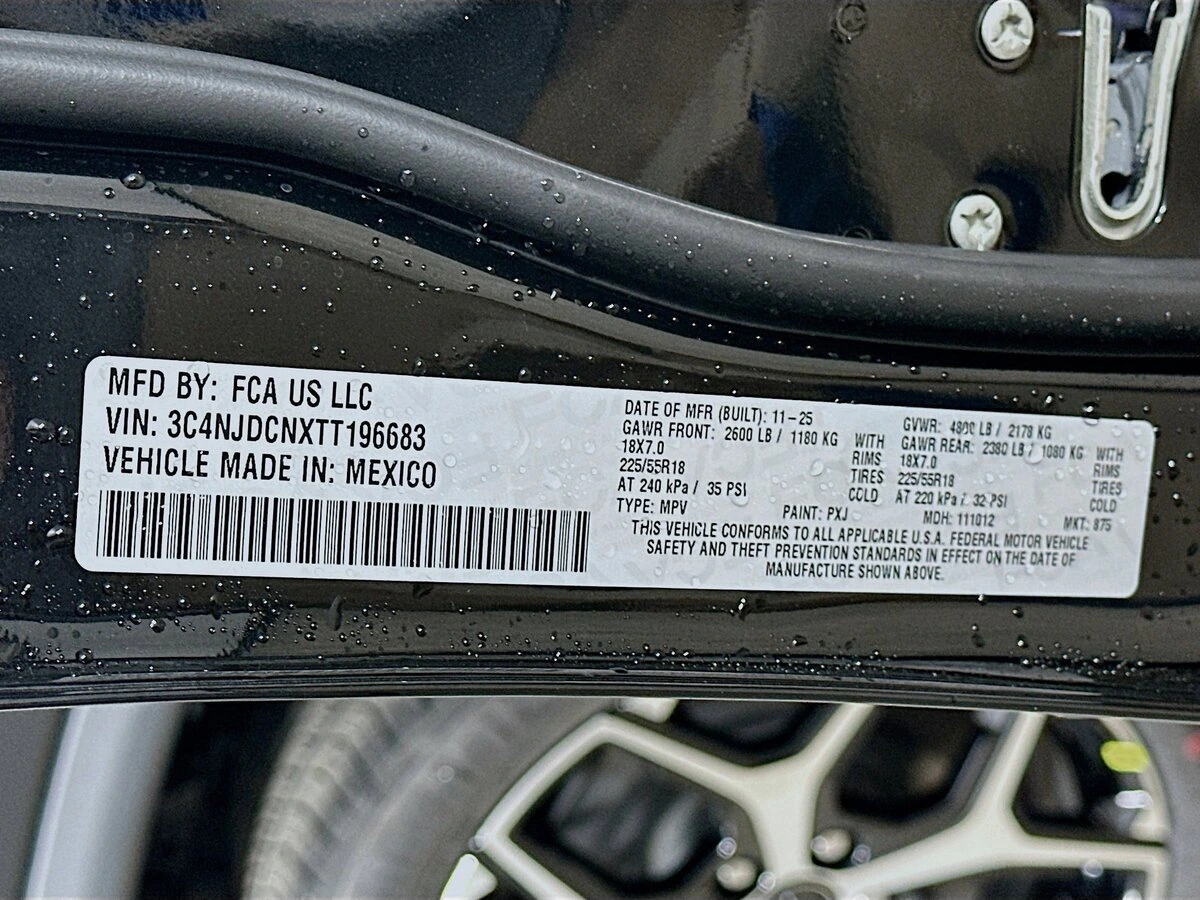 MFD BY: FCA US LLC
VIN: 3C4NJDCNXTT196683
VEHICLE MADE IN: MEXICO
DATE OF MFR (BUILT): 11-25
GVWR: 4800 LB / 2178 KG
GAWR FRONT: 2600 LB / 1180 KG WITH
18X7.0 RIMS
225/55R18 TIRES
AT 240 kPa / 35 PSI COLD
GAWR REAR: 2380 LB / 1080 KG WITH
18X7.0 RIMS
225/55R18 TIRES
AT 220 kPa / 32 PSI COLD
TYPE: MPV PAINT: PXJ MDH: 111012 MKT: 875
THIS VEHICLE CONFORMS TO ALL APPLICABLE U.S.A. FEDERAL MOTOR VEHICLE
SAFETY AND THEFT PREVENTION STANDARDS IN EFFECT ON THE DATE OF
MANUFACTURE SHOWN ABOVE.